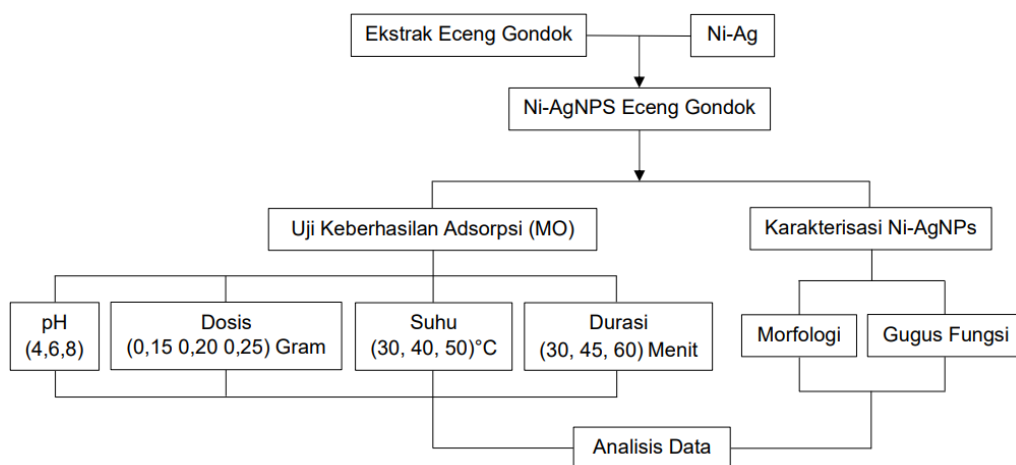 Ekstrak Eceng Gondok
Ni-Ag
Ni-AgNPS Eceng Gondok
Uji Keberhasilan Adsorpsi (MO)
Karakterisasi Ni-AgNPs
pH
(4,6,8)
Dosis
(0,15 0,20 0,25) Gram
Suhu
(30, 40, 50)°C
Durasi
(30, 45, 60) Menit
Morfologi
Gugus Fungsi
Analisis Data